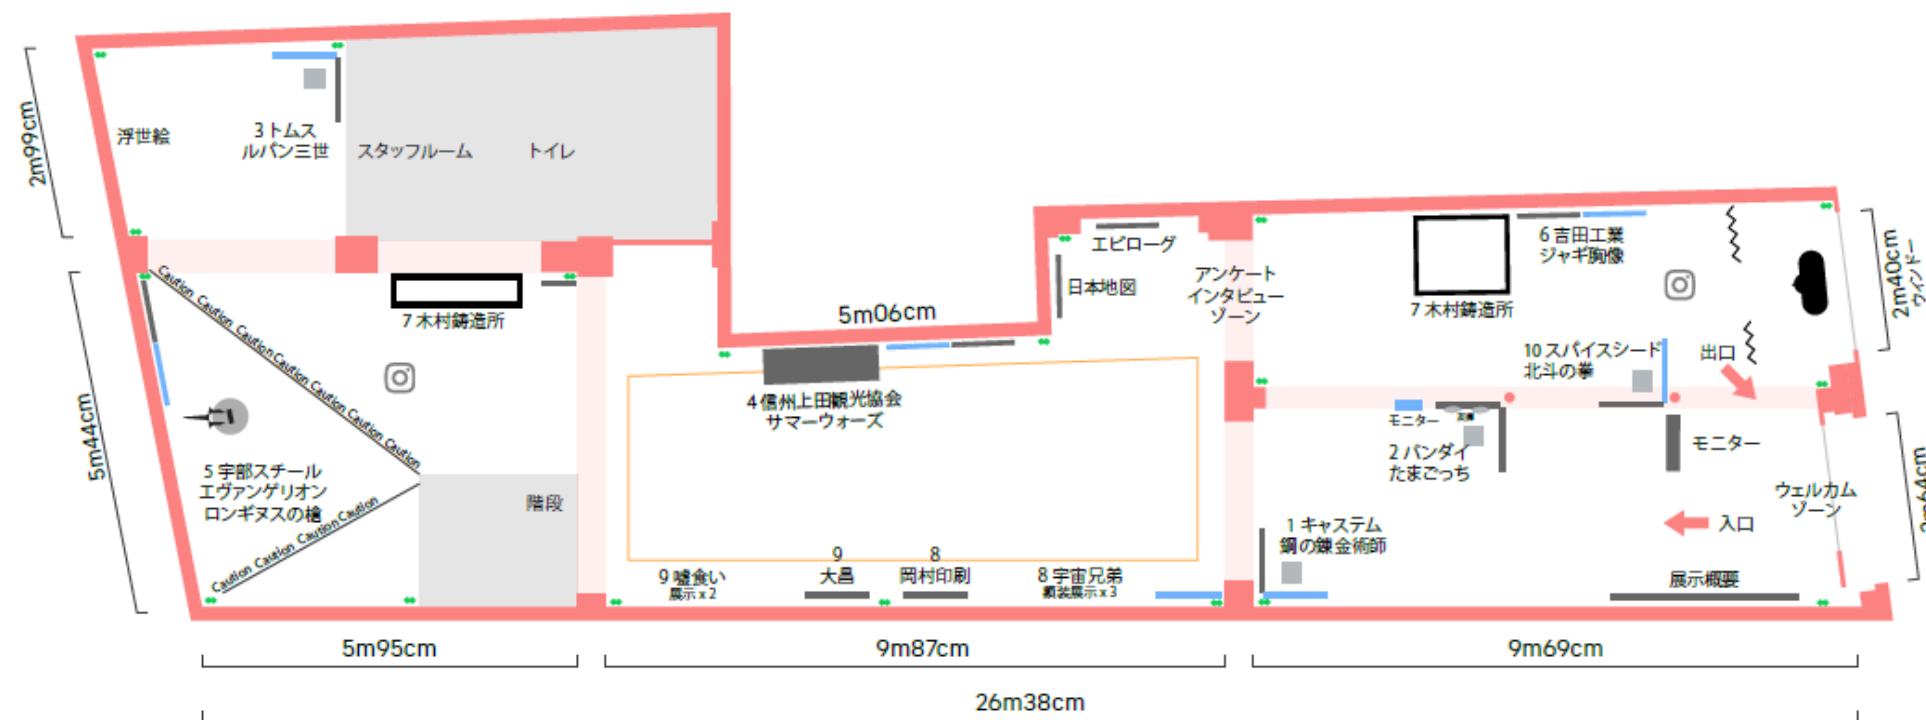 2m99cm
浮世絵
3 トムス
ルパン三世
スタッフルーム
トイレ
5m44cm
Caution Caution Caution Caution Caution Caution Caution
7 木村鋳造所
5 宇部スチール
エヴァンゲリオン
ロンギヌスの槍
Caution Caution Caution Caution
階段
5m06cm
4 信州上田観光協会
サマーウォーズ
エピローグ
日本地図
アンケート
インタビュー
ゾーン
9 嘘食い
展示 x 2
9
大昌
8
岡村印刷
8 宇宙兄弟
額装展示 x 3
7 木村鋳造所
6 吉田工業
ジャギ胸像
10 スパイスシード
北斗の拳
出口
モニター
2 バンダイ
たまごっち
モニター
1 キャステム
鋼の錬金術師
入口
ウェルカム
ゾーン
展示概要
2m40cm
ウィンドー
5m95cm
9m87cm
9m69cm
26m38cm